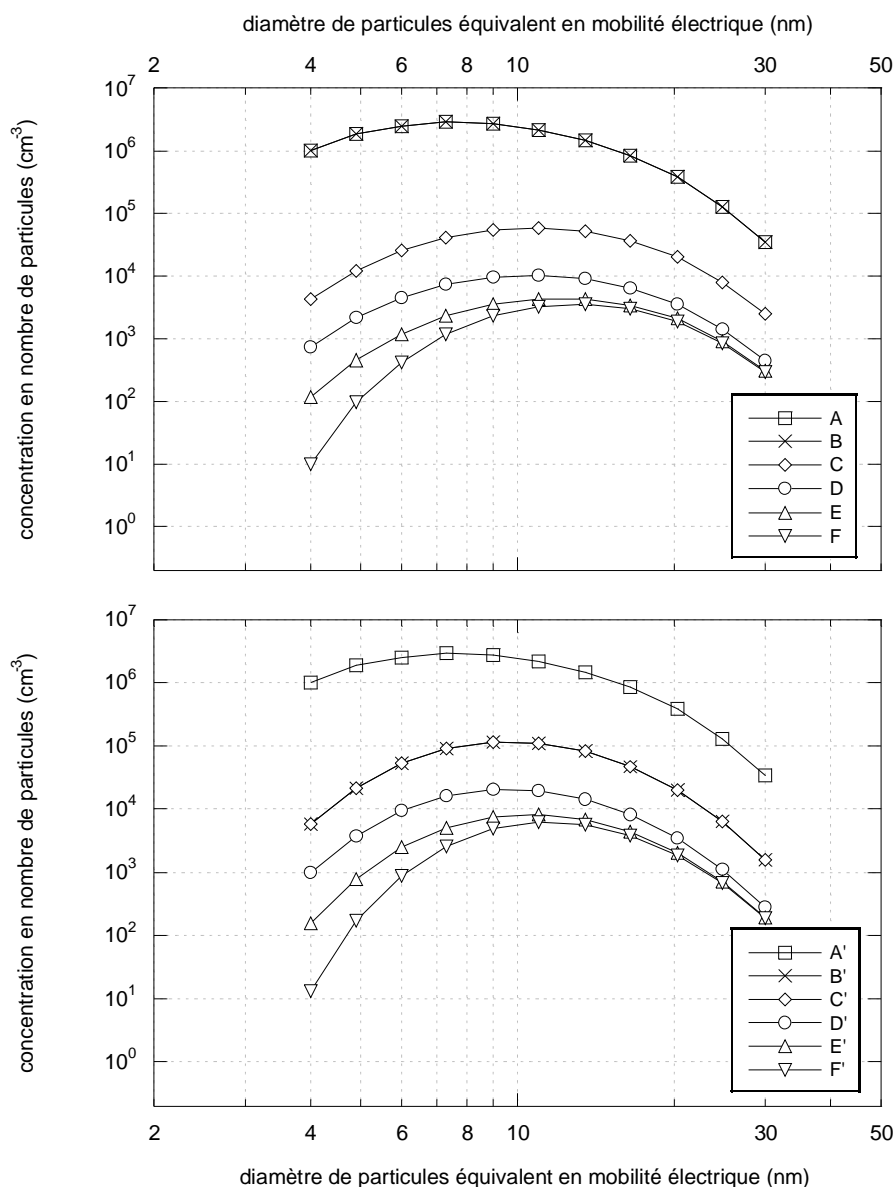 diamètre de particules équivalent en mobilité électrique (nm)
2 4 6 8 10 30 50
concentration en nombre de particules (cm-3)
10^7
10^6
10^5
10^4
10^3
10^2
10^1
10^0
A
B
C
D
E
F
concentration en nombre de particules (cm-3)
10^7
10^6
10^5
10^4
10^3
10^2
10^1
10^0
A'
B'
C'
D'
E'
F'
2 4 6 8 10 30 50
diamètre de particules équivalent en mobilité électrique (nm)